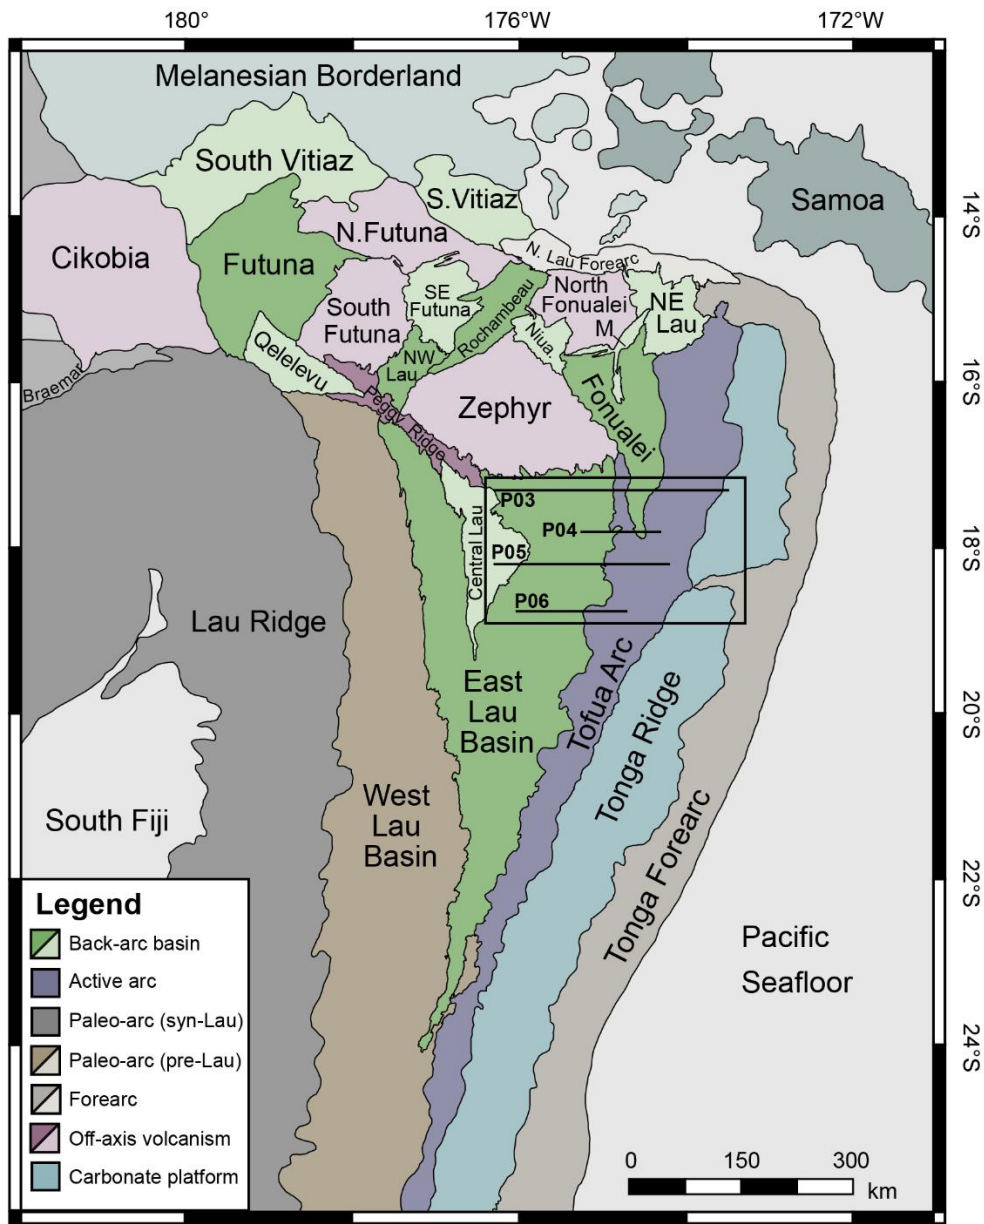 180°
176°W
172°W
Melanesian Borderland
South Vitiaz
S.Vitiaz
Samoa
14°S
N.Futuna
Cikobia
Futuna
N. Lau Forearc
SE
Futuna
North
Fonualei
M
NE
Lau
South
Futuna
Rochambeau
Niua
NW
Lau
Qelelevu
Braemar
16°S
Peggy Ridge
Zephyr
Fonualei
P03
P04
P05
P06
Central Lau
18°S
Lau Ridge
East
Lau
Basin
Tofua Arc
Tonga Ridge
20°S
West
Lau
Basin
South Fiji
Tonga Forearc
22°S
Pacific
Seafloor
24°S
Legend
Back-arc basin
Active arc
Paleo-arc (syn-Lau)
Paleo-arc (pre-Lau)
Forearc
Off-axis volcanism
Carbonate platform
0 150 300
km